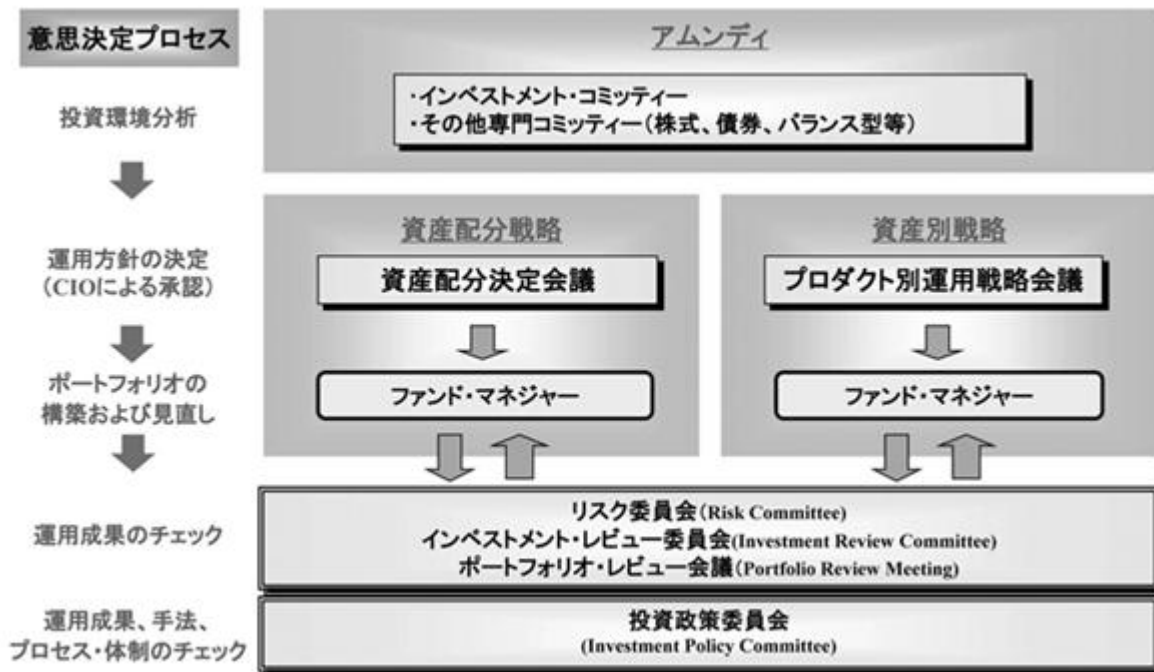 意思決定プロセス
アムンディ
投資環境分析
・インベストメント・コミッティー
・その他専門コミッティー(株式、債券、バランス型等)
資産配分戦略
資産別戦略
運用方針の決定
(CIOによる承認)
資産配分決定会議
プロダクト別運用戦略会議
ポートフォリオの
構築および見直し
ファンド・マネジャー
ファンド・マネジャー
運用成果のチェック
リスク委員会(Risk Committee)
インベストメント・レビュー委員会(Investment Review Committee)
ポートフォリオ・レビュー会議(Portfolio Review Meeting)
運用成果、手法、
プロセス・体制のチェック
投資政策委員会
(Investment Policy Committee)